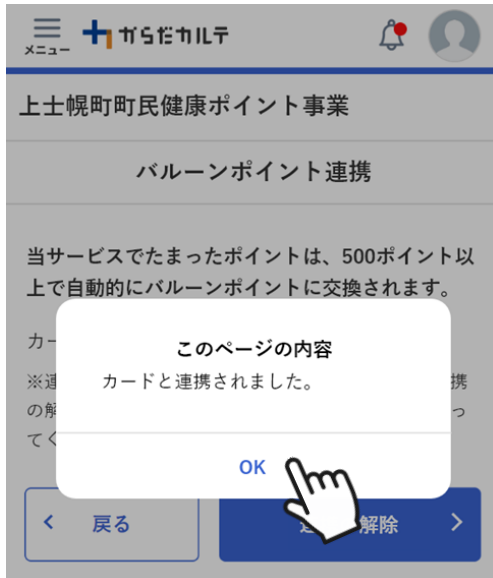 メニュー
からだカルテ
上士幌町町民健康ポイント事業
バルーンポイント連携
当サービスでたまったポイントは、500ポイント以
上で自動的にバルーンポイントに交換されます。
カー
このページの内容
※連
カードと連携されました。
携
の解
っ
てく
OK
戻る
解除